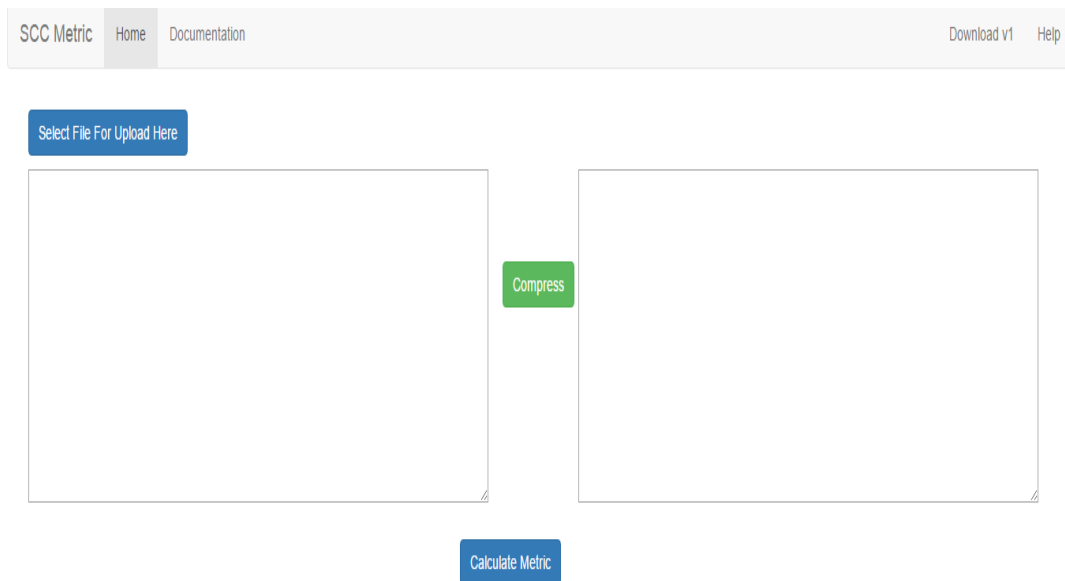 SCC Metric Home Documentation Download v1 Help
Select File For Upload Here
Compress
Calculate Metric